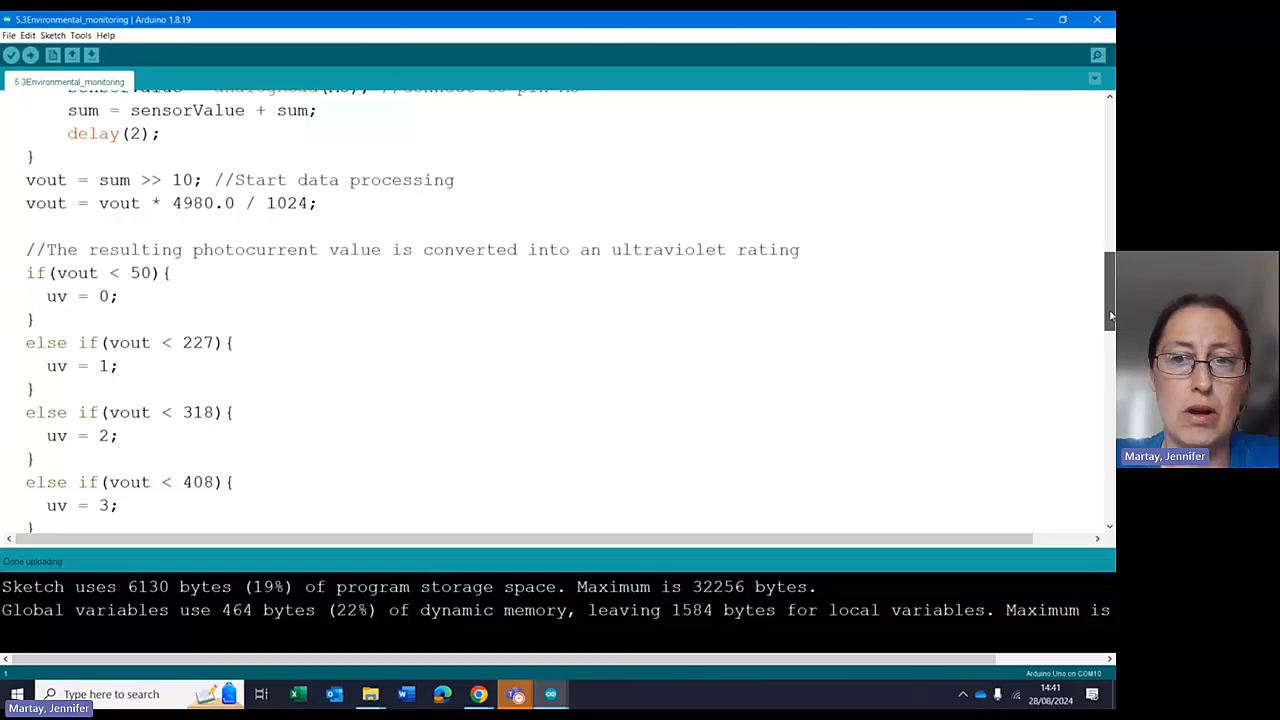 5.3Environmental_monitoring | Arduino 1.8.19
File Edit Sketch Tools Help
5.3Environmental_monitoring
sum = sensorValue + sum;
delay(2);
}
vout = sum >> 10; //Start data processing
vout = vout * 4980.0 / 1024;
//The resulting photocurrent value is converted into an ultraviolet rating
if(vout < 50){
uv = 0;
}
else if(vout < 227){
uv = 1;
}
else if(vout < 318){
uv = 2;
}
else if(vout < 408){
uv = 3;
}
Martay, Jennifer
Done uploading
Sketch uses 6130 bytes (19%) of program storage space. Maximum is 32256 bytes.
Global variables use 464 bytes (22%) of dynamic memory, leaving 1584 bytes for local variables. Maximum is
1
Arduino Uno on COM10
Type here to search
14:41
28/08/2024
Martay, Jennifer